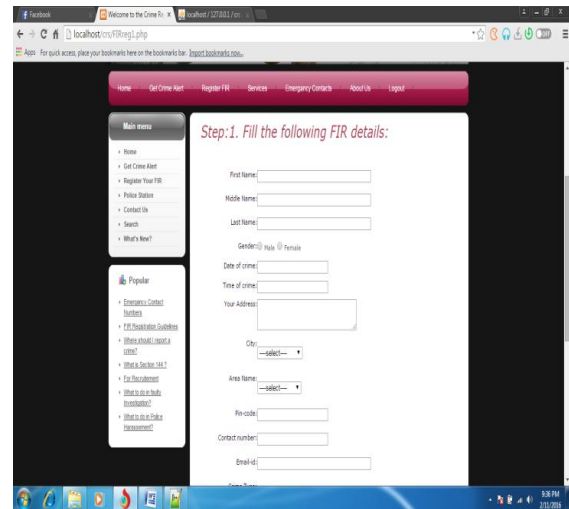 Facebook
Welcome to the Crime Re
localhost / 127.0.0.1 / crs
localhost/crs/FIRreg1.php
Apps For quick access, place your bookmarks here on the bookmarks bar. Import bookmarks now...
Home Get Crime Alert Register FIR Services Emergancy Contacts About Us Logout
Main menu
Home
Get Crime Alert
Register Your FIR
Police Station
Contact Us
Search
What's New?
Popular
Emergancy Contact
Numbers
FIR Registration Guidelines
Where should I report a
crime?
What is Section 144 ?
For Recruitement
What to do in faulty
Investigation?
What to do in Police
Harassement?
Step:1. Fill the following FIR details:
First Name:
Middle Name:
Last Name:
Gender: Male Female
Date of crime:
Time of crime:
Your Address:
City:
---select---
Area Name:
---select---
Pin-code:
Contact number:
Email-id:
9:36 PM
2/11/2016